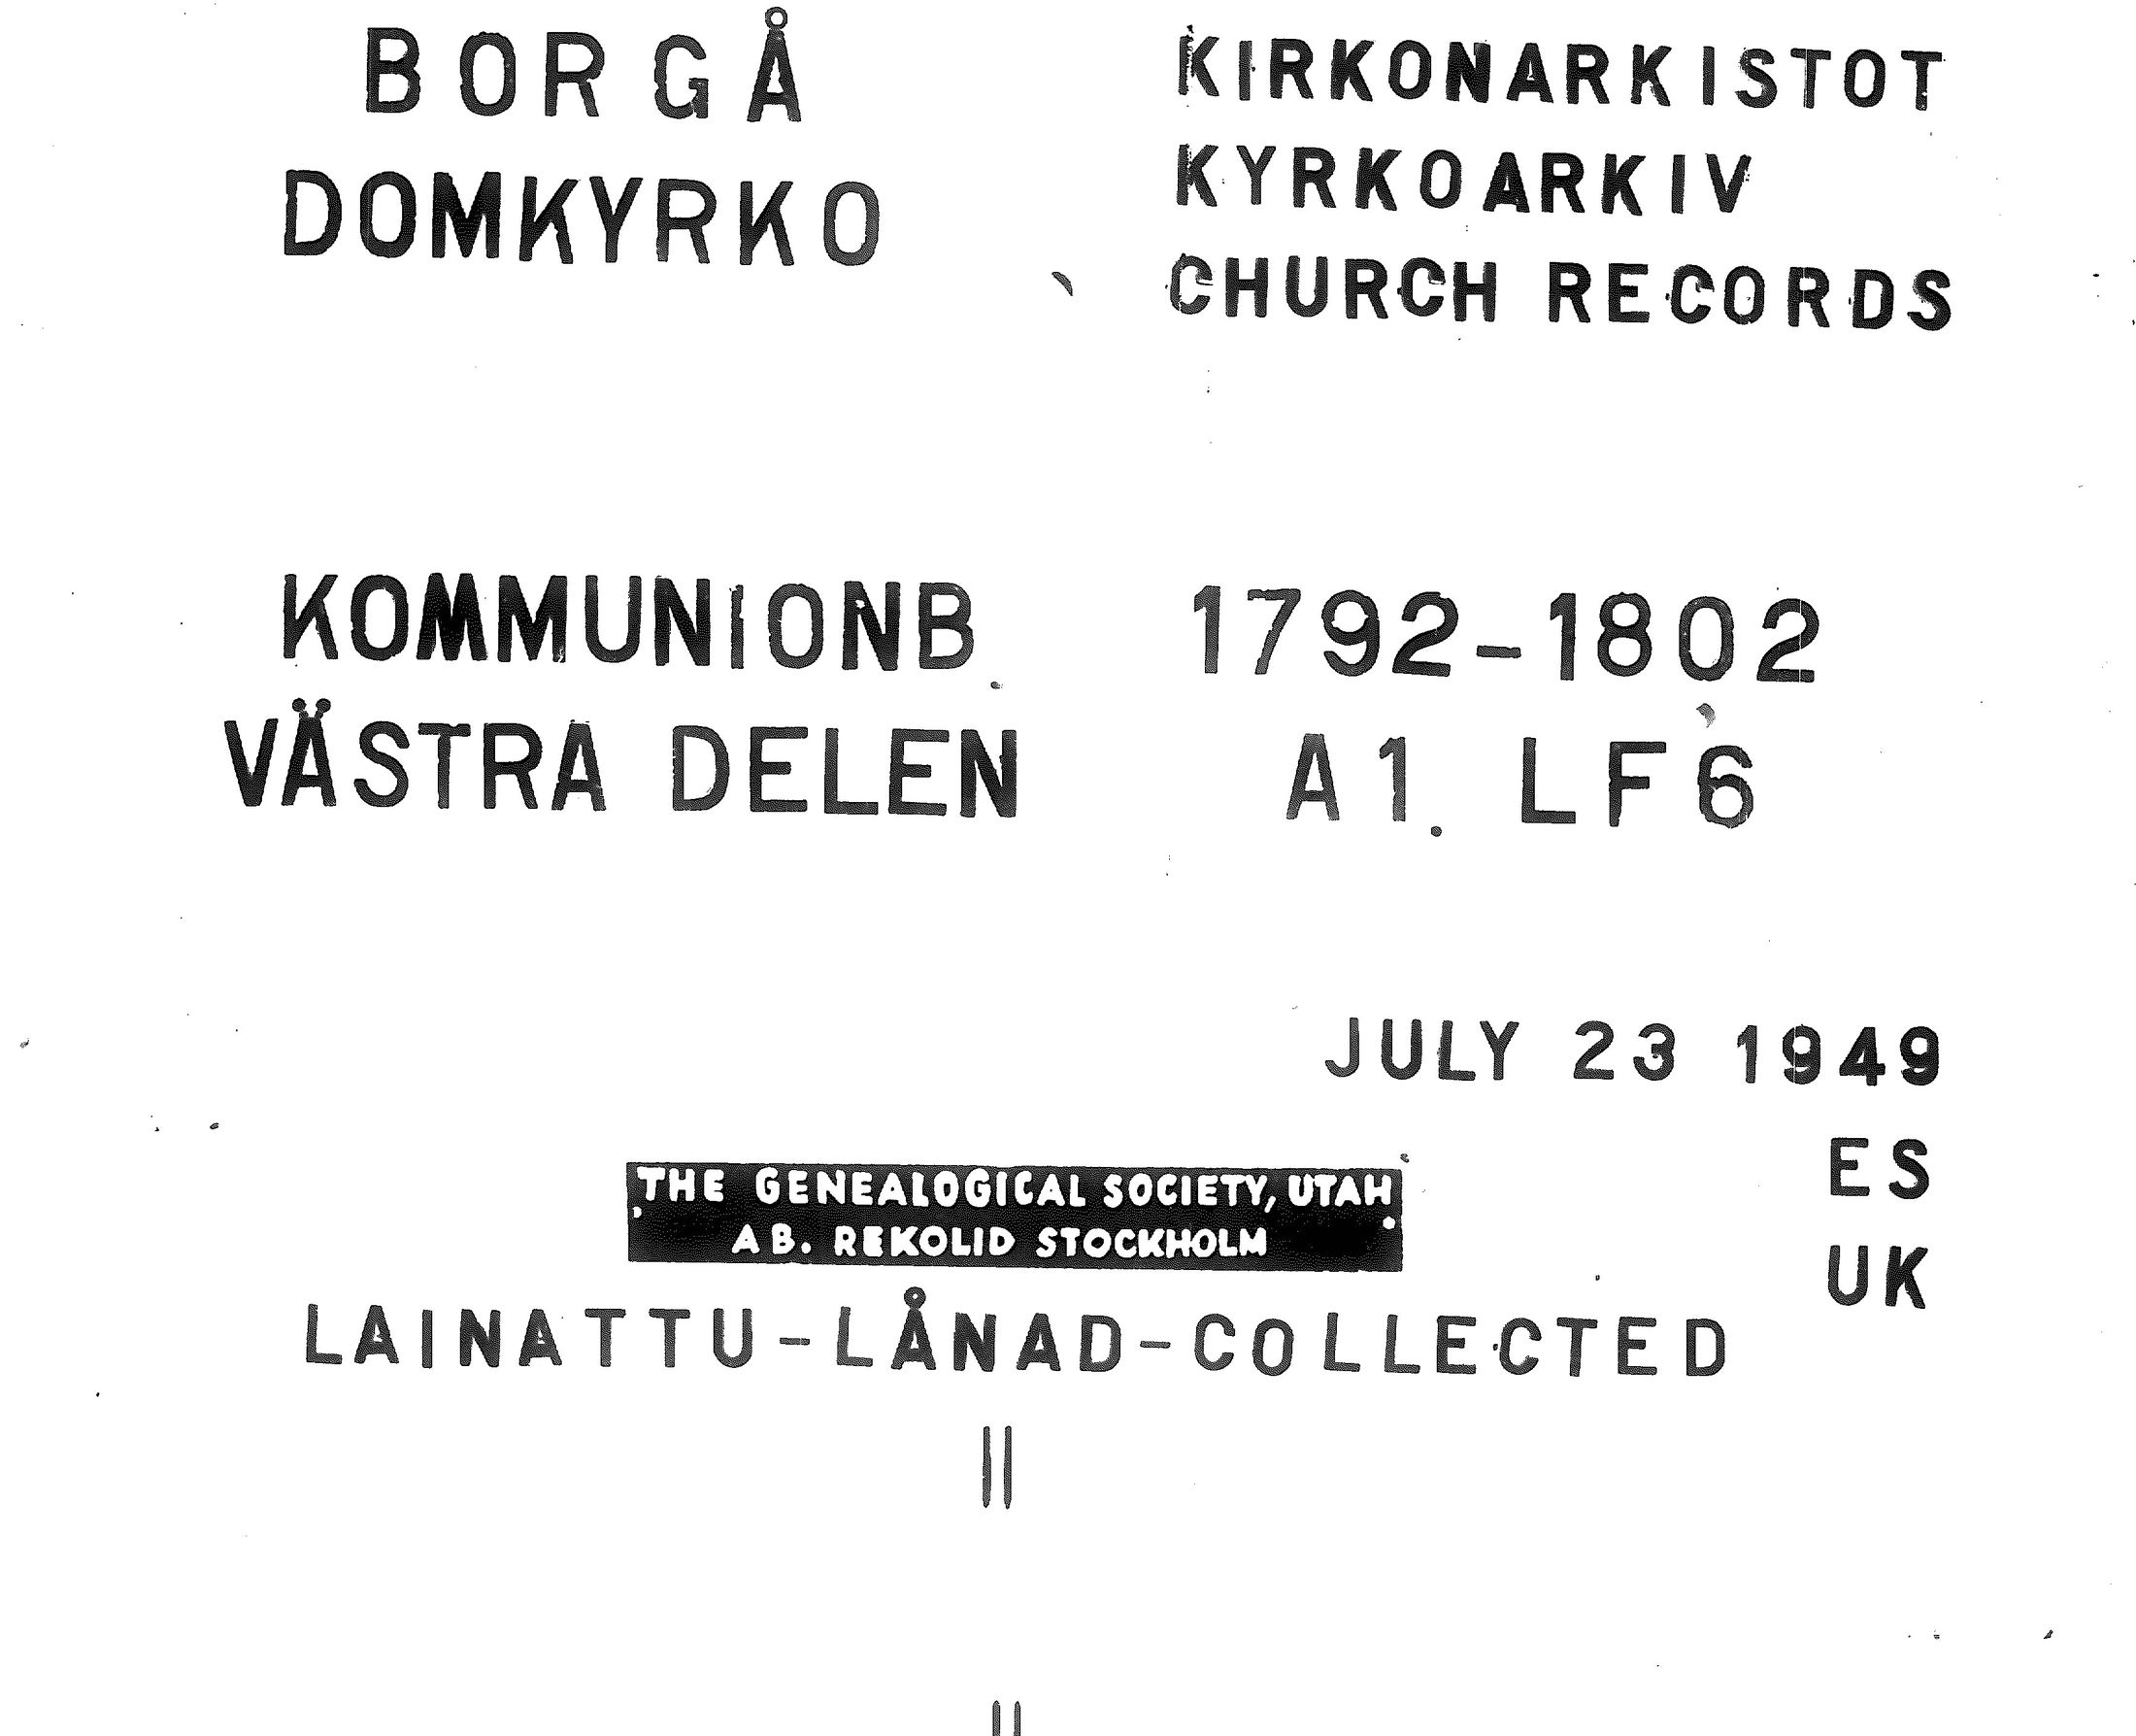 BORGÅ
DOMKYRKO
KIRKONARKISTOT
KYRKOARKIV
CHURCH RECORDS
KOMMUNIONB. 1792-1802
VÄSTRA DELEN A1. LF6
JULY 23 1949
ES
UK
THE GENEALOGICAL SOCIETY, UTAH
AB. REKOLID STOCKHOLM
LAINATTU-LÅNAD-COLLECTED